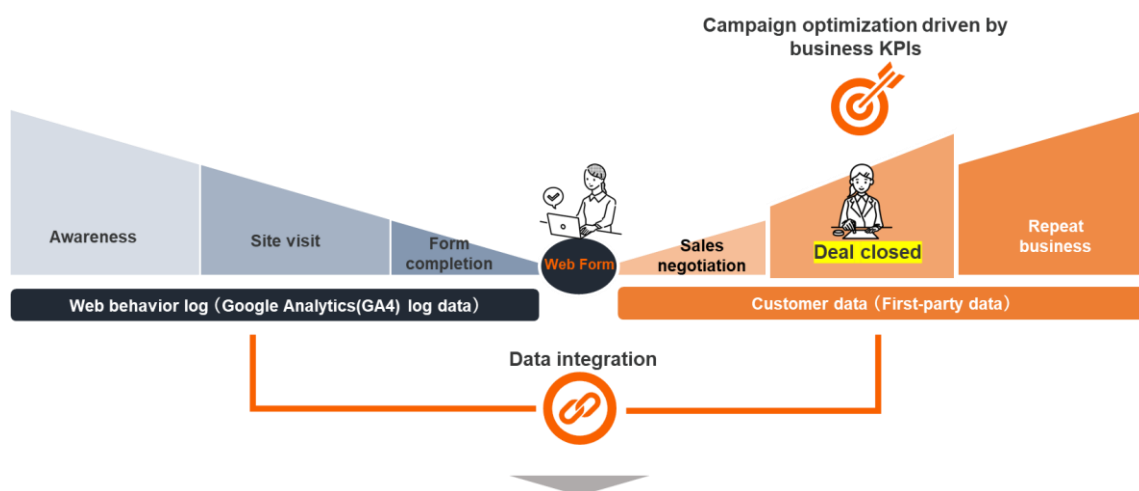 Campaign optimization driven by
business KPIs
Awareness
Site visit
Form
completion
Web Form
Sales
negotiation
Deal closed
Repeat
business
Web behavior log（Google Analytics(GA4) log data）
Customer data（First-party data）
Data integration